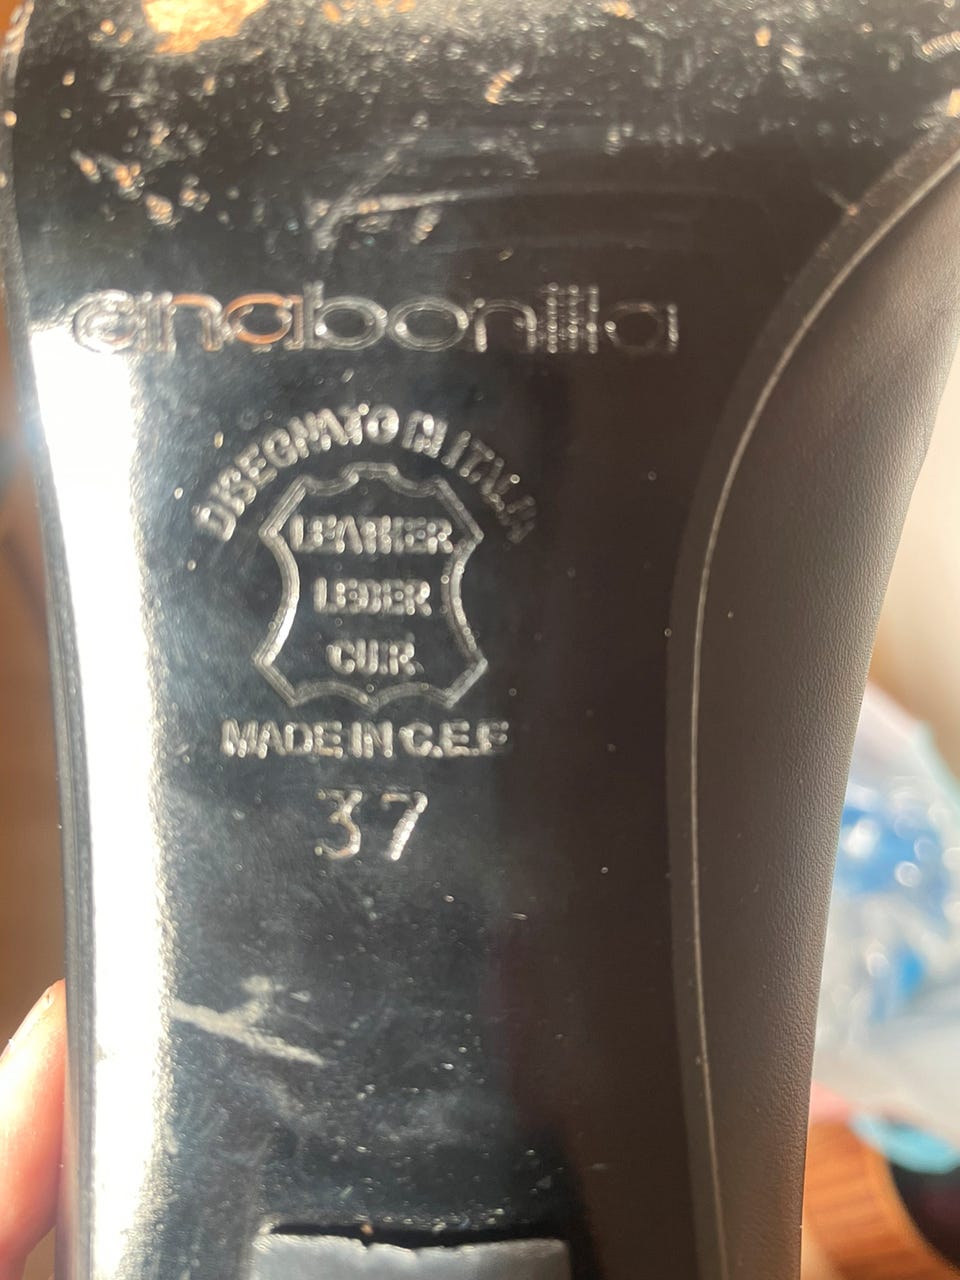 anabonilla
DISEGNATO IN ITALIA
LEATHER
LEDER
CUIR
MADE IN C.E.E
37